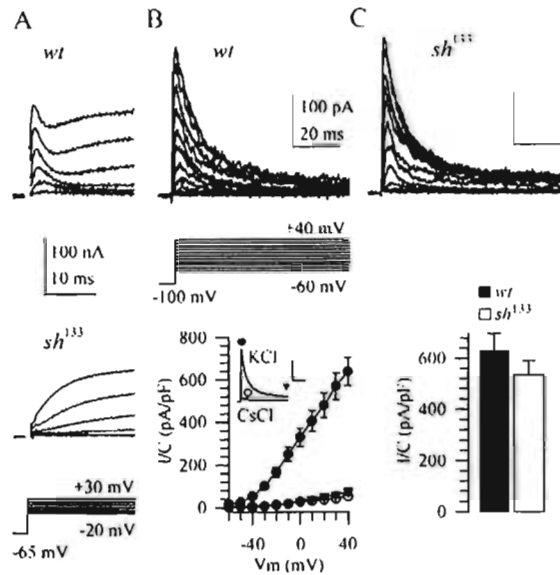 A
B
C
wt
wt
sh¹³³
100 pA
20 ms
100 nA
10 ms
+40 mV
-60 mV
-100 mV
sh¹³³
+30 mV
-20 mV
-65 mV
800
600
400
200
0
I/C (pA/pF)
KCl
CsCl
-40
0
40
Vm (mV)
wt
sh¹³³
600
400
200
0
I/C (pA/pF)